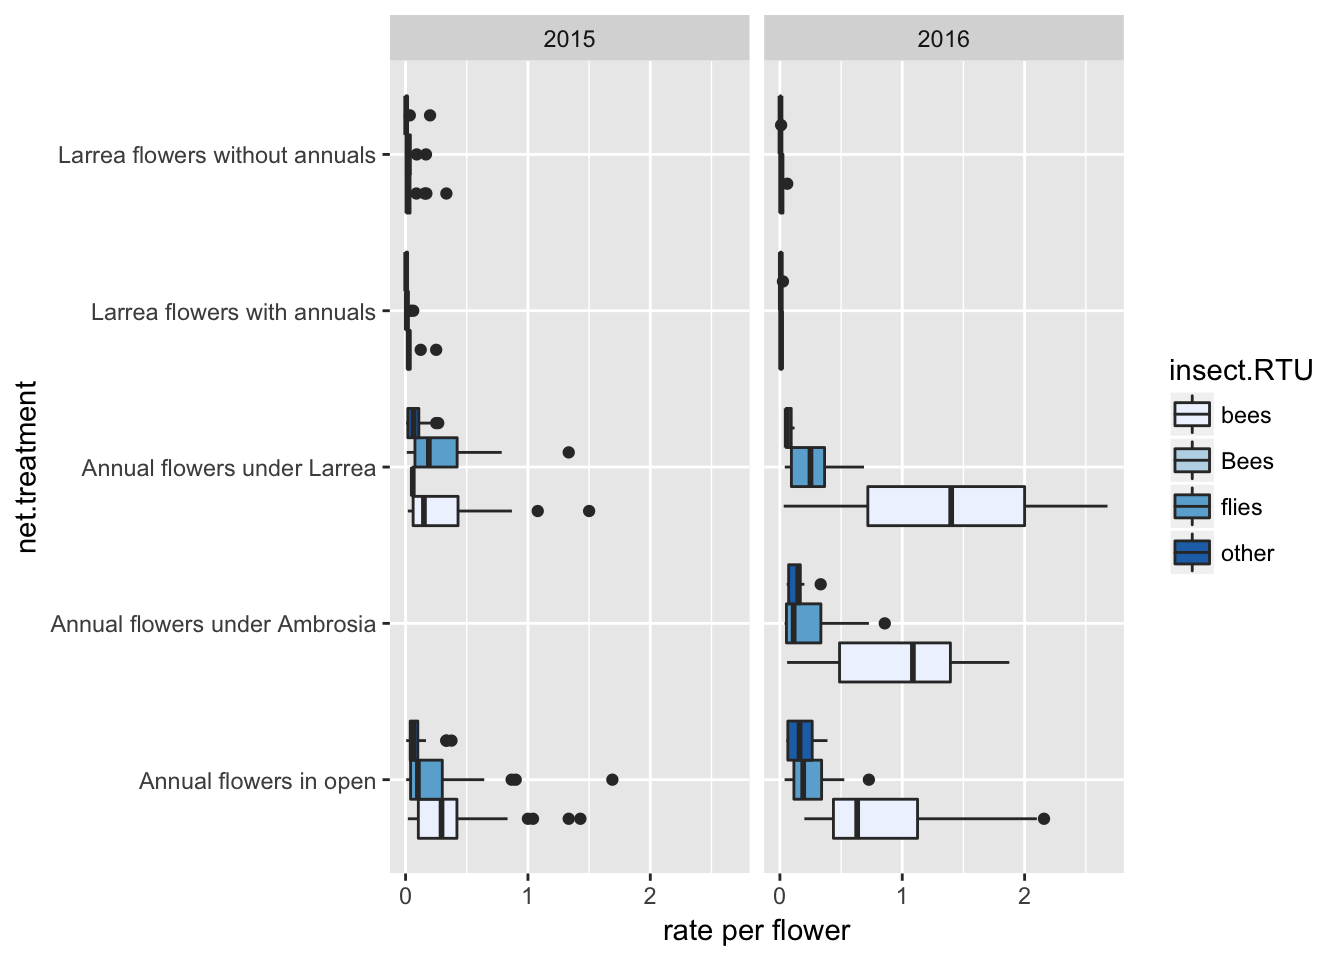 2015
2016
Larrea flowers without annuals
Larrea flowers with annuals
Annual flowers under Larrea
Annual flowers under Ambrosia
Annual flowers in open
net.treatment
0 1 2
0 1 2
rate per flower
insect.RTU
bees
Bees
flies
other